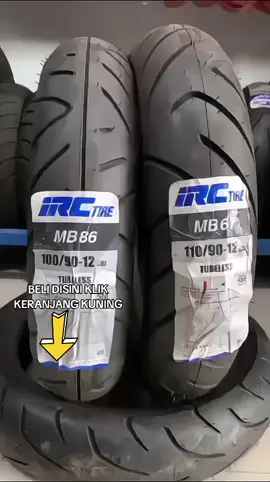 IRC TIRE
MB86
100/90-12
TUBELESS
IRC TIRE
MB67
110/90-12
TUBELESS
BELI DISINI KLIK
KERANJANG KUNING